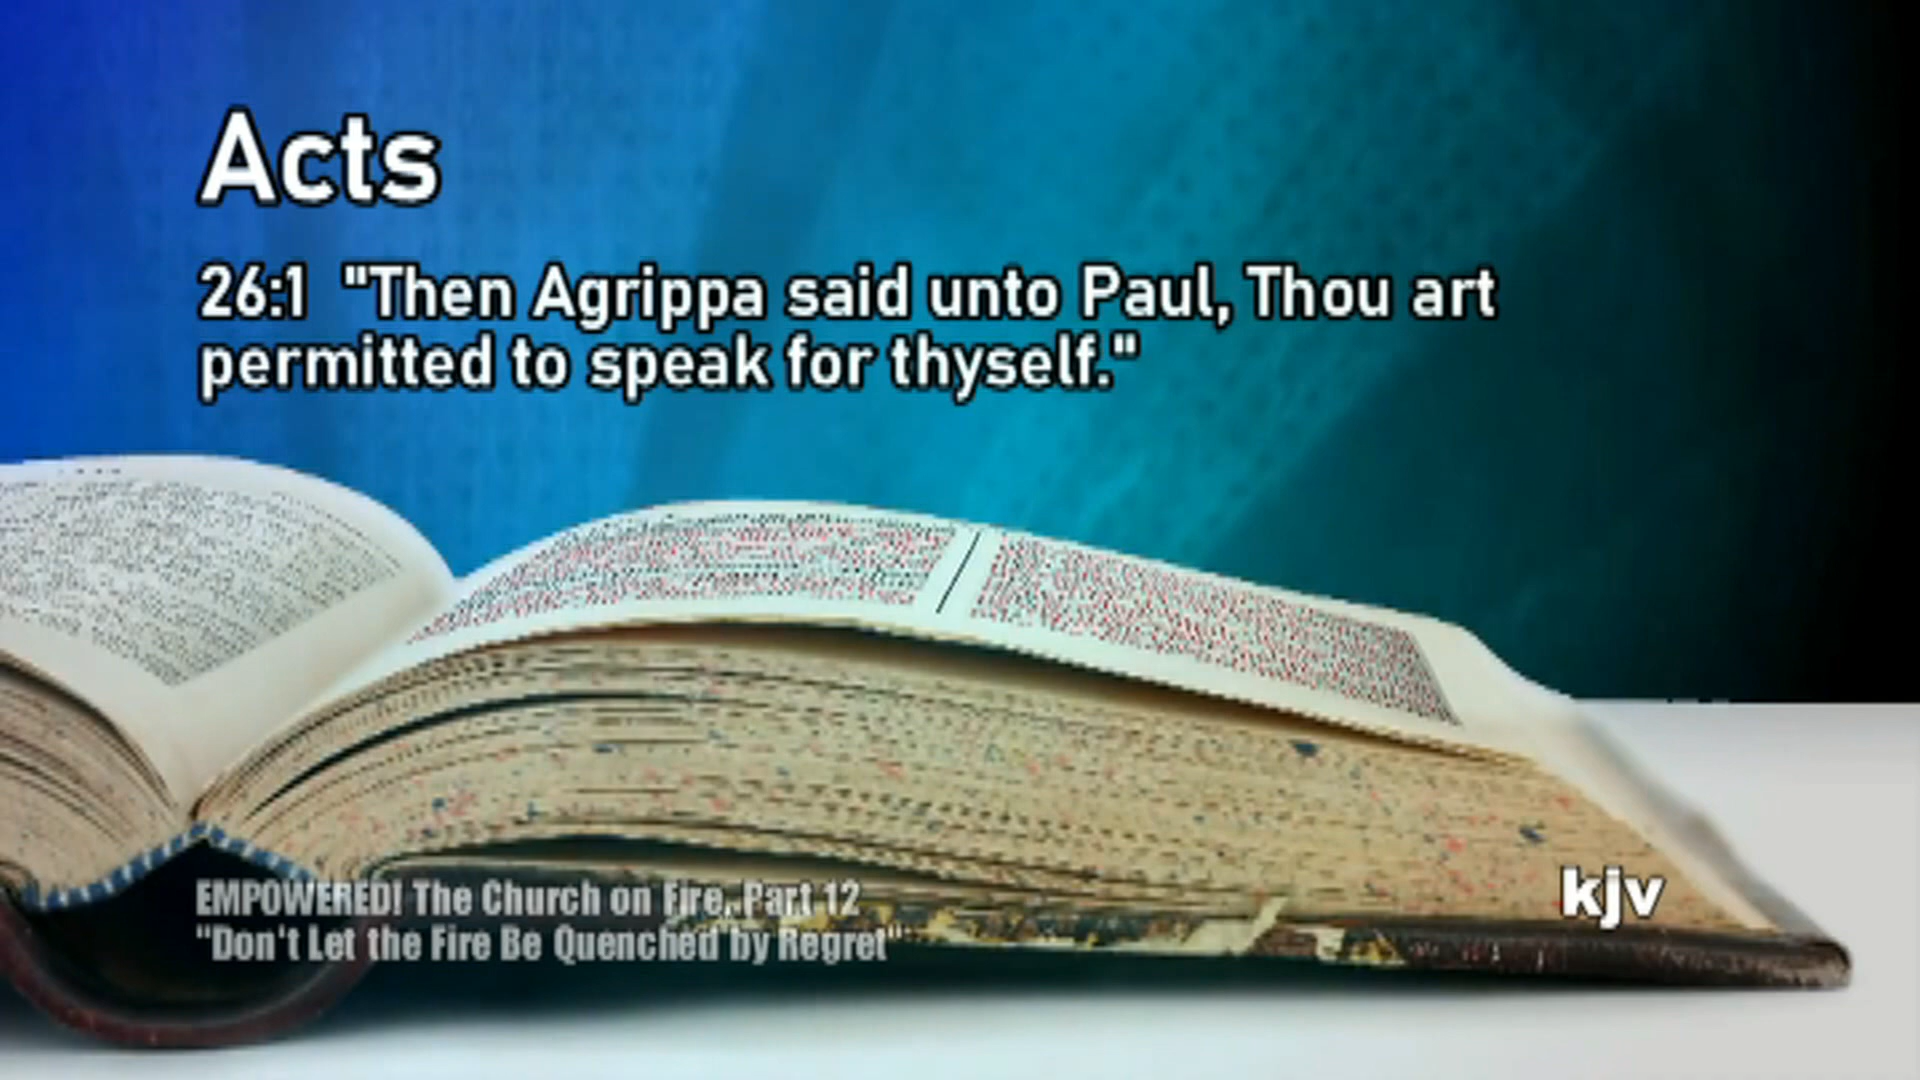 Acts
26:1 "Then Agrippa said unto Paul, Thou art
permitted to speak for thyself."
EMPOWERED! The Church on Fire, Part 12
"Don't Let the Fire Be Quenched by Regret"
kjv